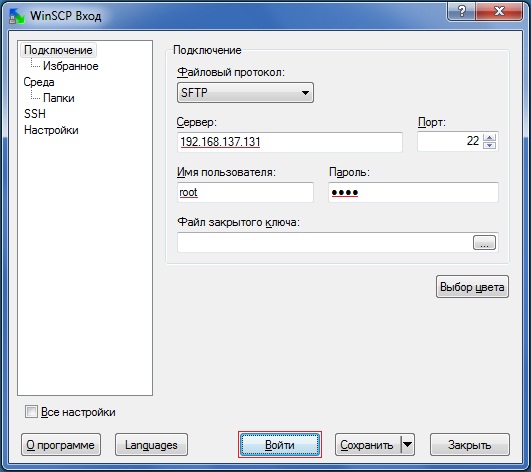 WinSCP Вход
Подключение
Избранное
Среда
Папки
SSH
Настройки
Подключение
Файловый протокол:
SFTP
Сервер:
Порт:
192.168.137.131
22
Имя пользователя:
Пароль:
root
●●●●
Файл закрытого ключа:
...
Выбор цвета
Все настройки
О программе
Languages
Войти
Сохранить
Закрыть